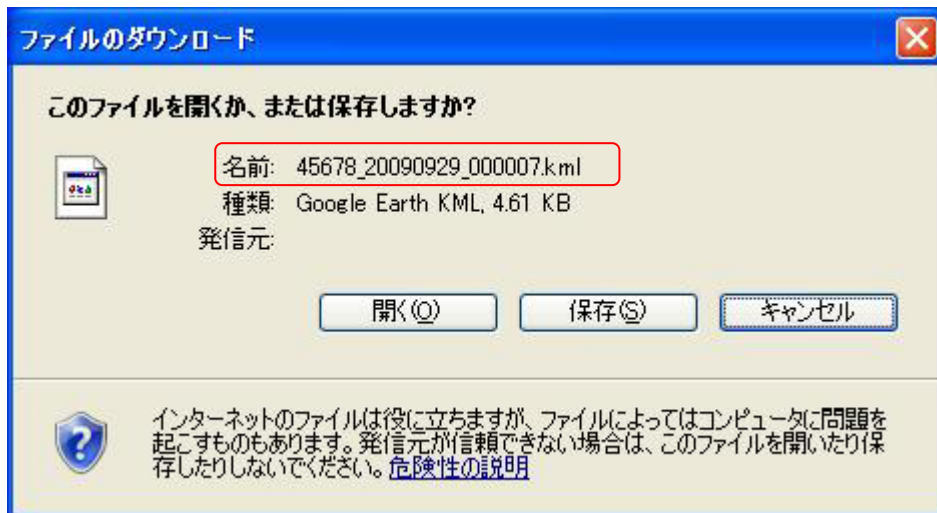 ファイルのダウンロード
このファイルを開くか、または保存しますか?
名前: 45678_20090929_000007.kml
種類: Google Earth KML, 4.61 KB
発信元:
開く(O) 保存(S) キャンセル
インターネットのファイルは役に立ちますが、ファイルによってはコンピュータに問題を
起こすものもあります。発信元が信頼できない場合は、このファイルを開いたり保
存したりしないでください。危険性の説明